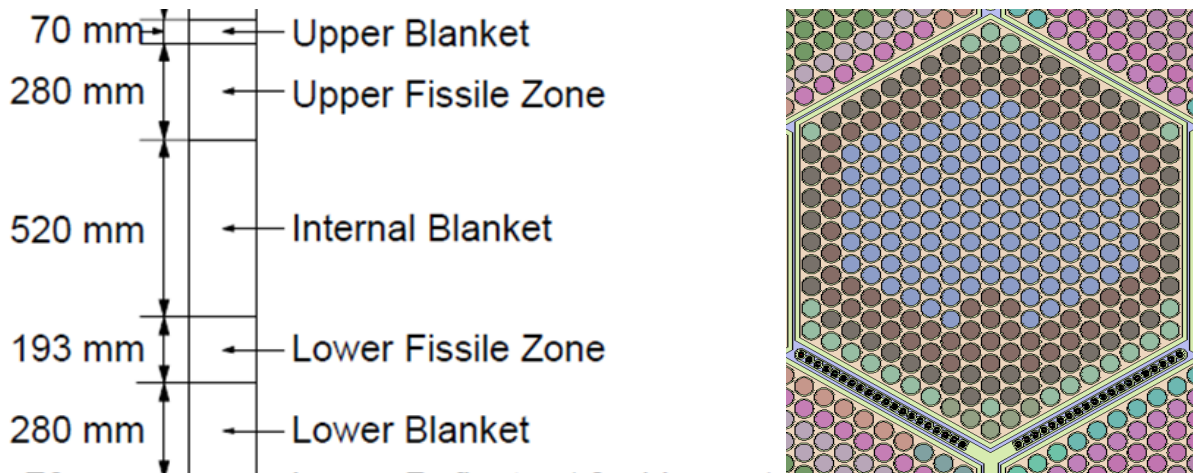 70 mm Upper Blanket
280 mm Upper Fissile Zone
520 mm Internal Blanket
193 mm Lower Fissile Zone
280 mm Lower Blanket